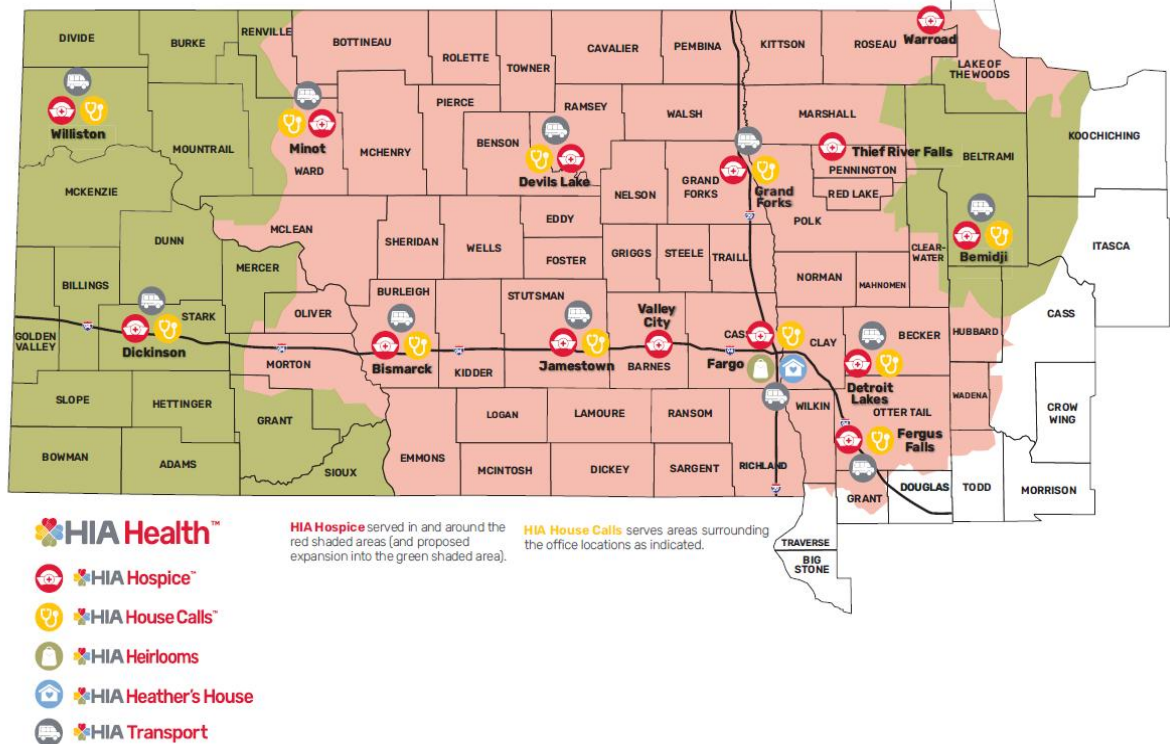 DIVIDE
BURKE
RENVILLE
BOTTINEAU
ROLETTE
TOWNER
CAVALIER
PEMBINA
KITTSON
ROSEAU
Warroad
LAKE OF
THE WOODS
KOOCHICHING
Williston
MOUNTRAIL
Minot
WARD
MCHENRY
PIERCE
BENSON
RAMSEY
Devils Lake
WALSH
NELSON
GRAND
FORKS
Grand
Forks
MARSHALL
Thief River Falls
PENNINGTON
RED LAKE
POLK
BELTRAMI
Bemidji
CLEAR-
WATER
ITASCA
MCKENZIE
DUNN
MCLEAN
SHERIDAN
WELLS
EDDY
FOSTER
GRIGGS
STEELE
TRAILL
NORMAN
MAHNOMEN
BILLINGS
MERCER
OLIVER
BURLEIGH
STUTSMAN
Valley
City
CASS
CLAY
BECKER
HUBBARD
CASS
GOLDEN
VALLEY
94
STARK
Dickinson
94
MORTON
Bismarck
94
KIDDER
Jamestown
BARNES
94
Fargo
29
Detroit
Lakes
WADENA
CROW
WING
SLOPE
HETTINGER
GRANT
LOGAN
LAMOURE
RANSOM
WILKIN
OTTER TAIL
94
Fergus
Falls
BOWMAN
ADAMS
SIOUX
EMMONS
MCINTOSH
DICKEY
SARGENT
RICHLAND
29
GRANT
DOUGLAS
TODD
MORRISON
TRAVERSE
BIG
STONE
HIA Health™
HIA Hospice served in and around the
red shaded areas (and proposed
expansion into the green shaded area).
HIA House Calls serves areas surrounding
the office locations as indicated.
HIA Hospice™
HIA House Calls™
HIA Heirlooms
HIA Heather's House
HIA Transport